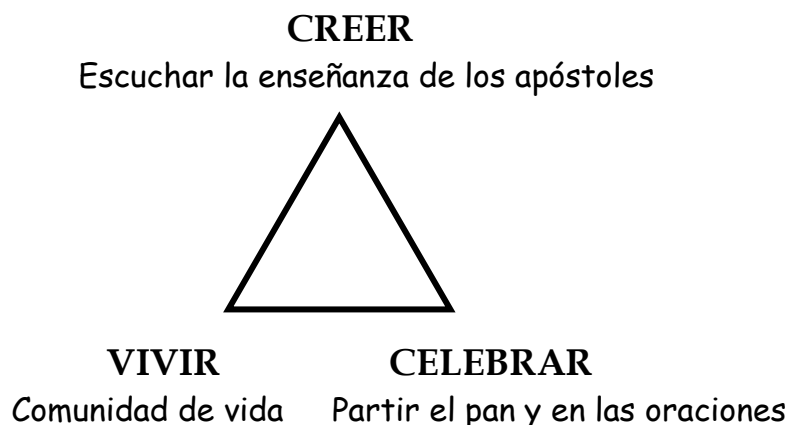 CREER
Escuchar la enseñanza de los apóstoles
VIVIR
Comunidad de vida
CELEBRAR
Partir el pan y en las oraciones